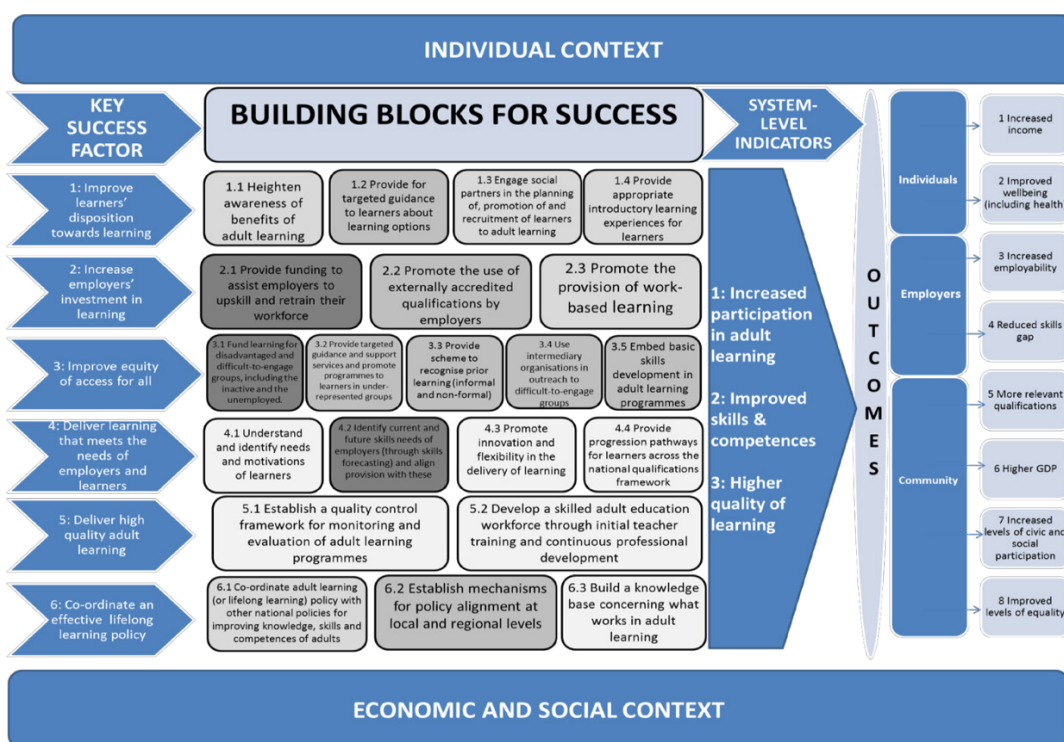 INDIVIDUAL CONTEXT
KEY
SUCCESS
FACTOR
BUILDING BLOCKS FOR SUCCESS
SYSTEM-
LEVEL
INDICATORS
1: Improve
learners'
disposition
towards learning
1.1 Heighten
awareness of
benefits of
adult learning
1.2 Provide for
targeted guidance
to learners about
learning options
1.3 Engage social
partners in the planning
of, promotion of and
recruitment of learners
to adult learning
1.4 Provide
appropriate
introductory learning
experiences for
learners
2: Increase
employers'
investment in
learning
2.1 Provide funding to
assist employers to
upskill and retrain their
workforce
2.2 Promote the use of
externally accredited
qualifications by
employers
2.3 Promote the
provision of work-
based learning
3: Improve equity
of access for all
3.1 Fund learning for
disadvantaged and
difficult-to-engage
groups, including the
inactive and the
unemployed.
3.2 Provide targeted
guidance and support
services and promote
programmes to
learners in under-
represented groups
3.3 Provide
scheme to
recognise prior
learning (informal
and non-formal)
3.4 Use
intermediary
organisations in
outreach to
difficult-to-engage
groups
3.5 Embed basic
skills
development in
adult learning
programmes
4: Deliver learning
that meets the
needs of
employers and
learners
4.1 Understand
and identify needs
and motivations
of learners
4.2 Identify current and
future skills needs of
employers (through
skills forecasting) and
align provision with these
4.3 Promote
innovation and
flexibility in the
delivery of learning
4.4 Provide
progression pathways
for learners across the
national qualifications
framework
5: Deliver high
quality adult
learning
5.1 Establish a quality control
framework for monitoring and
evaluation of adult learning
programmes
5.2 Develop a skilled adult education
workforce through initial teacher
training and continuous professional
development
6: Co-ordinate an
effective lifelong
learning policy
6.1 Co-ordinate adult learning
(or lifelong learning) policy with
other national policies for
improving knowledge, skills and
competences of adults
6.2 Establish mechanisms
for policy alignment at
local and regional levels
6.3 Build a knowledge
base concerning what
works in adult
learning
1: Increased
participation
in adult
learning
2: Improved
skills &
competences
3: Higher
quality of
learning
OUTCOMES
Individuals
Employers
Community
1 Increased
income
2 Improved
wellbeing
(including health
3 Increased
employability
4 Reduced skills
gap
5 More relevant
qualifications
6 Higher GDP
7 Increased
levels of civic and
social
participation
8 Improved
levels of equality
ECONOMIC AND SOCIAL CONTEXT